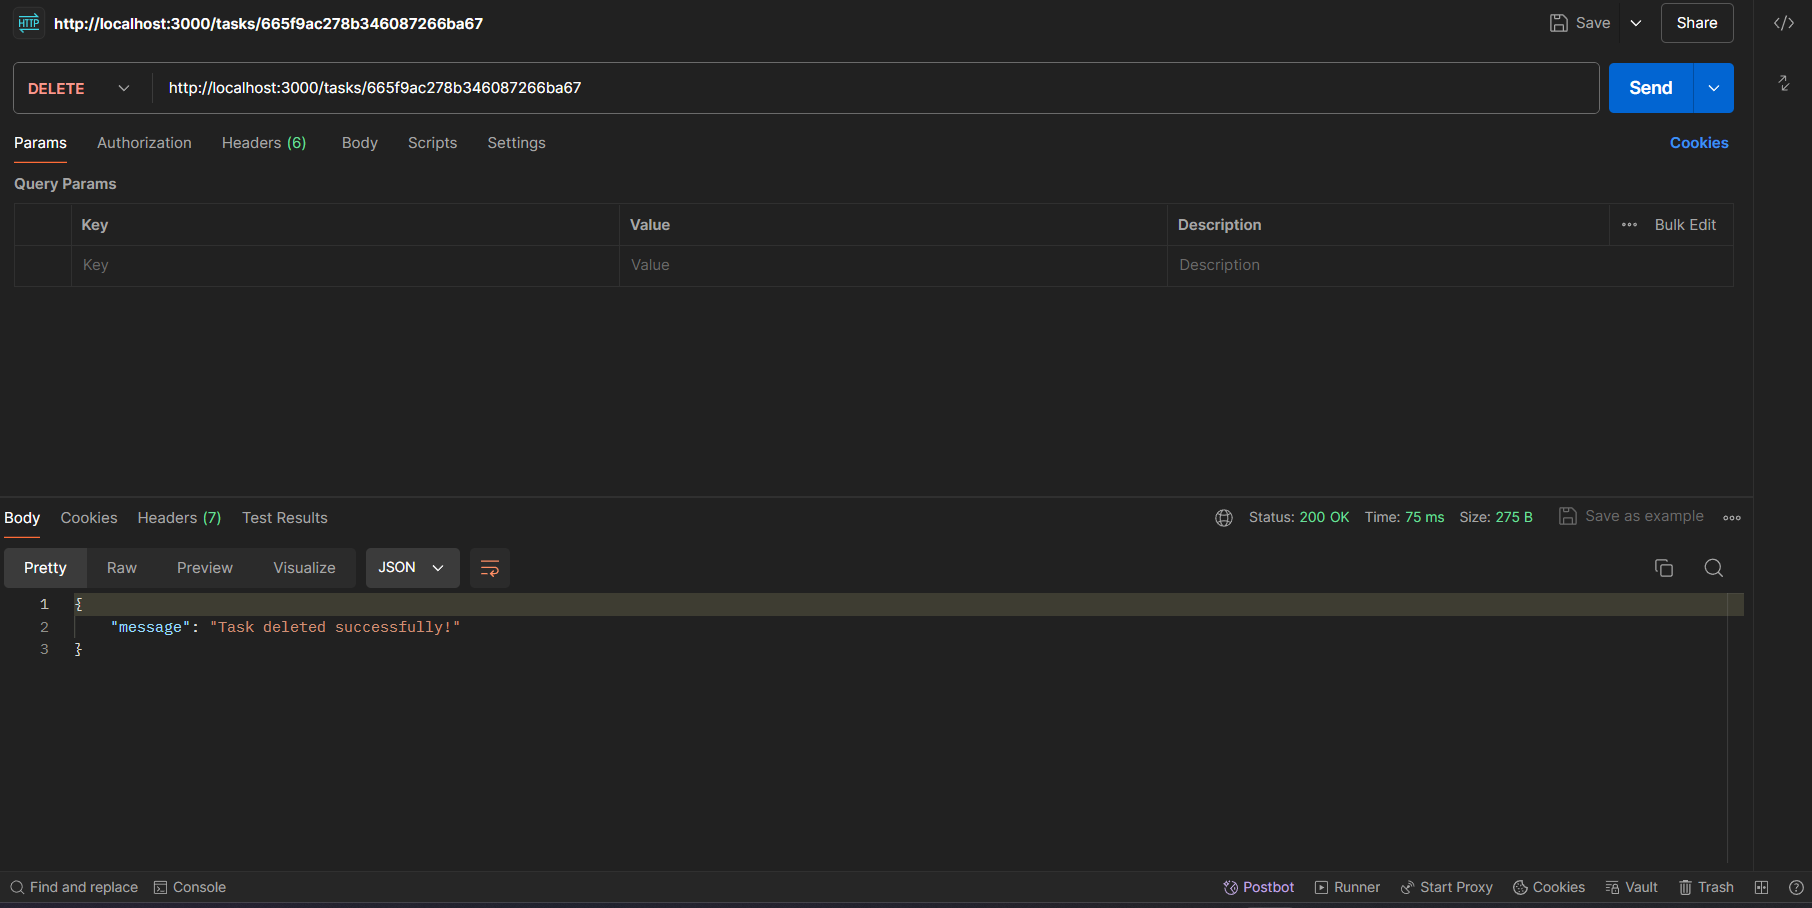 HTTP http://localhost:3000/tasks/665f9ac278b346087266ba67 Save Share
DELETE http://localhost:3000/tasks/665f9ac278b346087266ba67 Send
Params Authorization Headers (6) Body Scripts Settings Cookies
Query Params
Key Value Description ••• Bulk Edit
Key Value Description
Body Cookies Headers (7) Test Results Status: 200 OK Time: 75 ms Size: 275 B Save as example
Pretty Raw Preview Visualize JSON
1 {
2 "message": "Task deleted successfully!"
3 }
Find and replace Console Postbot Runner Start Proxy Cookies Vault Trash